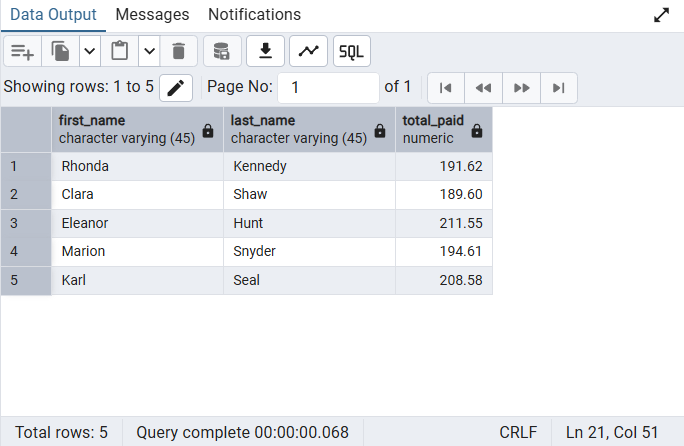 Data Output Messages Notifications
SQL
Showing rows: 1 to 5 Page No: 1 of 1
first_name last_name total_paid
character varying (45) character varying (45) numeric
1 Rhonda Kennedy 191.62
2 Clara Shaw 189.60
3 Eleanor Hunt 211.55
4 Marion Snyder 194.61
5 Karl Seal 208.58
Total rows: 5 Query complete 00:00:00.068 CRLF Ln 21, Col 51